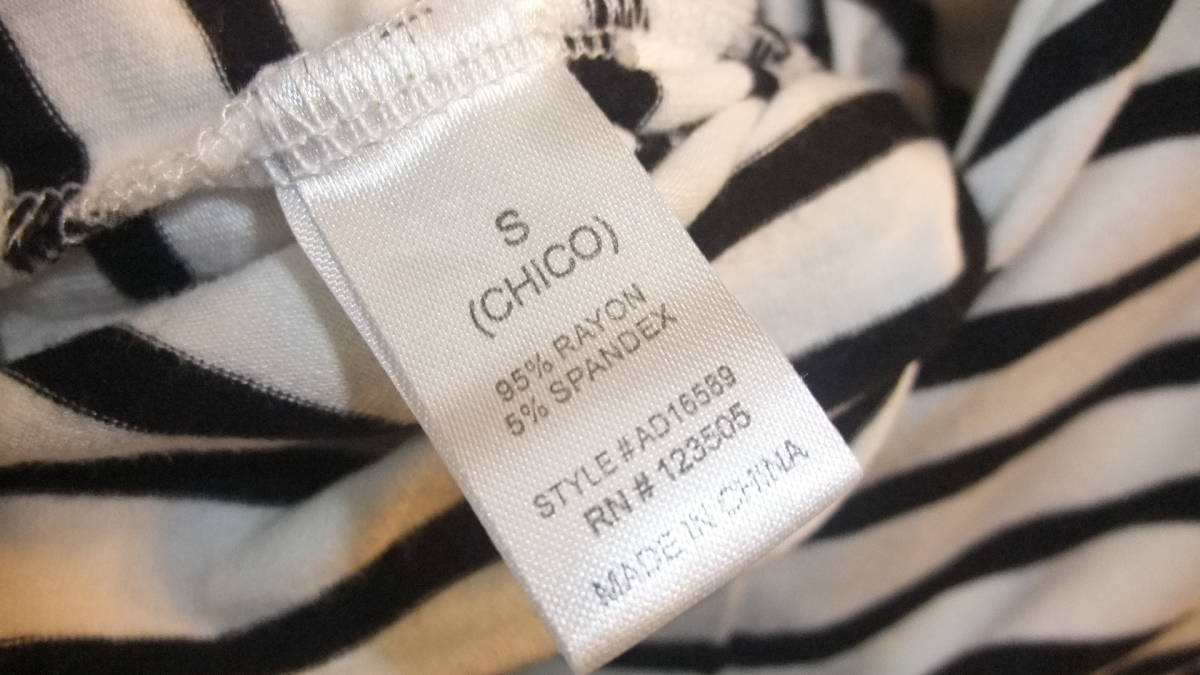 S
(CHICO)
95% RAYON
5% SPANDEX
STYLE # AD16589
RN # 123505
MADE IN CHINA